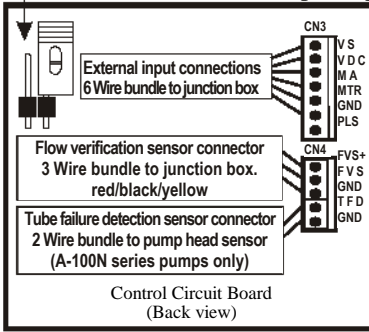 CN3
V S
V D C
M A
MTR
GND
PLS
External input connections
6 Wire bundle to junction box
CN4
FVS+
F V S
GND
T F D
GND
Flow verification sensor connector
3 Wire bundle to junction box.
red/black/yellow
Tube failure detection sensor connector
2 Wire bundle to pump head sensor
(A-100N series pumps only)
Control Circuit Board
(Back view)